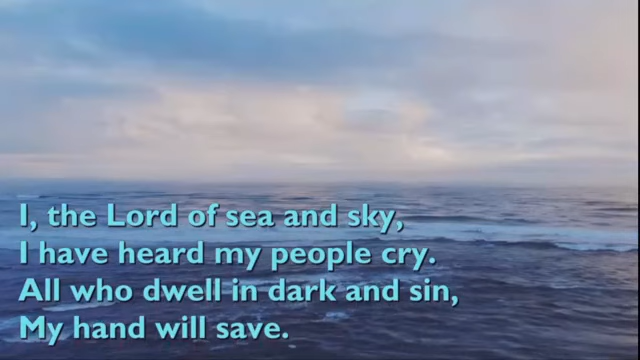 I, the Lord of sea and sky,
I have heard my people cry.
All who dwell in dark and sin,
My hand will save.